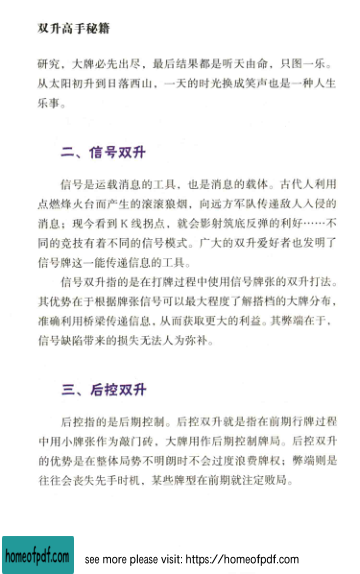 双升高手秘籍
研究，大牌必先出尽，最后结果都是听天由命，只图一乐。
从太阳初升到日落西山，一天的时光换成笑声也是一种人生
乐事。
二、信号双升
信号是运载消息的工具，也是消息的载体。古代人利用
点燃烽火台而产生的滚滚狼烟，向远方军队传递敌人入侵的
消息；现今看到 K 线拐点，就会影射筑底反弹的利好……不
同的竞技有着不同的信号模式。广大的双升爱好者也发明了
信号牌这一能传递信息的工具。
信号双升指的是在打牌过程中使用信号牌张的双升打法。
其优势在于根据牌张信号可以最大程度了解搭档的大牌分布，
准确利用桥梁传递信息，从而获取更大的利益。其弊端在于，
信号缺陷带来的损失无法人为弥补。
三、后控双升
后控指的是后期控制。后控双升就是指在前期行牌过程
中用小牌张作为敲门砖，大牌用作后期控制牌局。后控双升
的优势是在整体局势不明朗时不会过度浪费牌权；弊端则是
往往会丧失先手时机，某些牌型在前期就注定败局。
homeofpdf.com see more please visit: https://homeofpdf.com